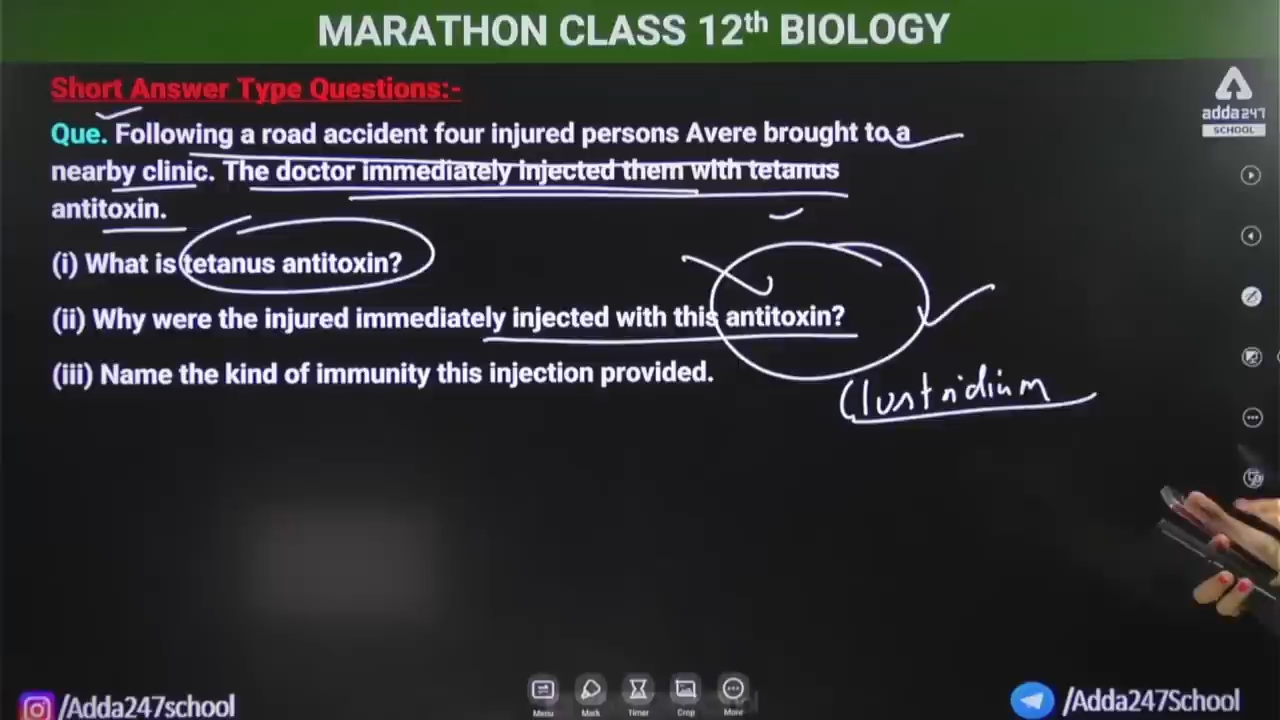 MARATHON CLASS 12th BIOLOGY
Short Answer Type Questions:-
adda247
SCHOOL
Que. Following a road accident four injured persons Avere brought to a
nearby clinic. The doctor immediately injected them with tetanus
antitoxin.
(i) What is tetanus antitoxin?
(ii) Why were the injured immediately injected with this antitoxin?
(iii) Name the kind of immunity this injection provided.
Clustridium
Menu Mark Timer Crop More
/Adda247school
/Adda247School